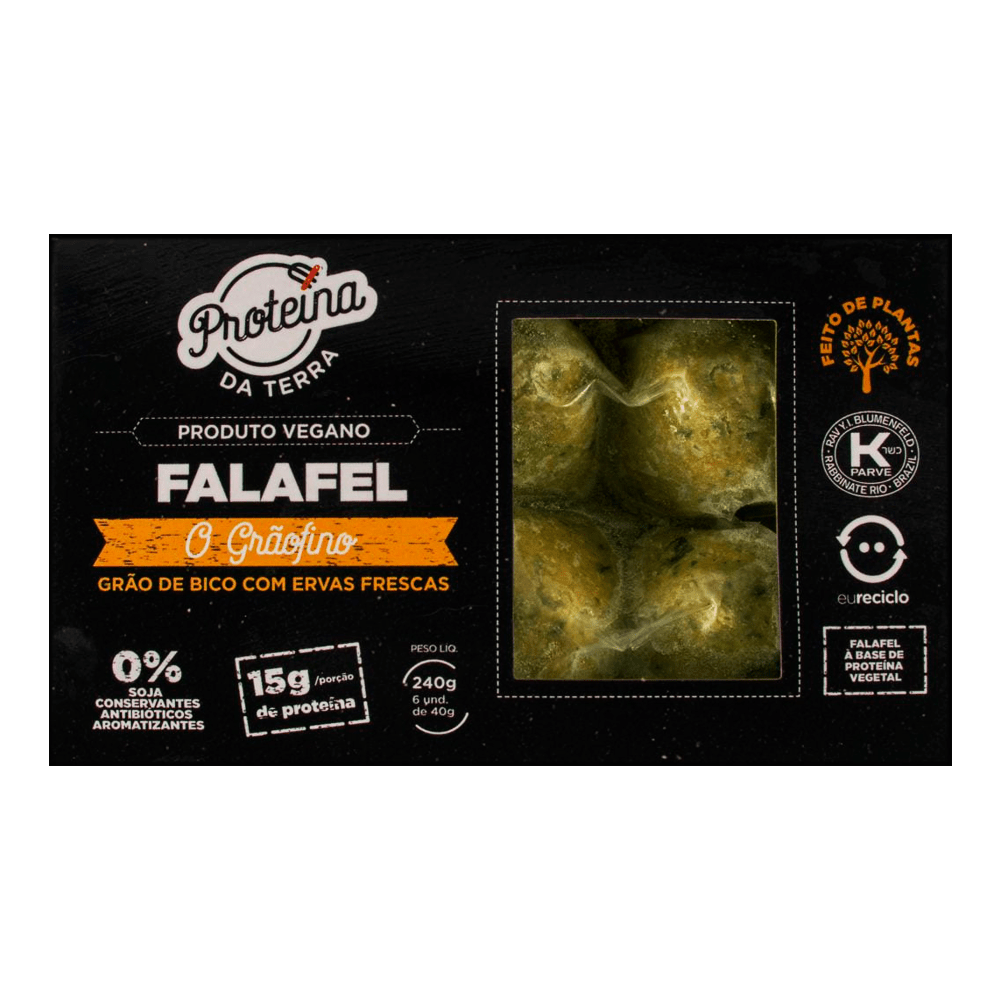 Proteína
DA TERRA
PRODUTO VEGANO
FALAFEL
O Grãofino
GRÃO DE BICO COM ERVAS FRESCAS
0%
SOJA
CONSERVANTES
ANTIBIÓTICOS
AROMATIZANTES
15g /porção
de proteína
PESO LIQ.
240g
6 und.
de 40g
FEITO DE PLANTAS
RAV Y. I. BLUMENFELD
K כשר
PARVE
RABBINATE RIO • BRAZIL
eureciclo
FALAFEL
À BASE DE
PROTEÍNA
VEGETAL